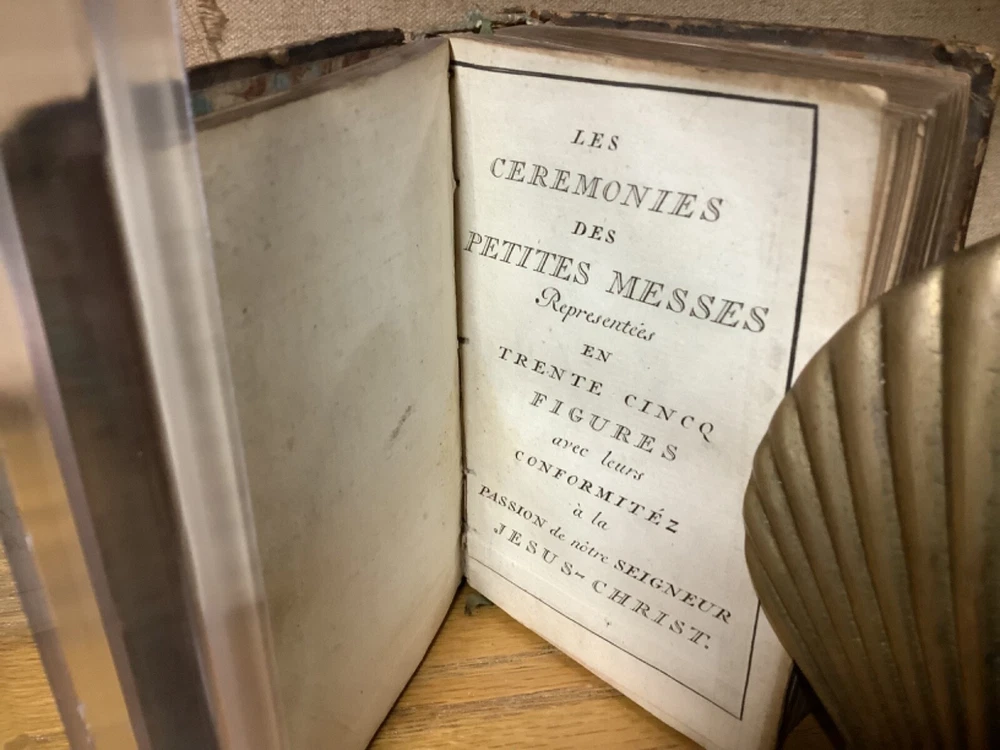 LES
CEREMONIES
DES
PETITES MESSES
Representées
EN
TRENTE CINCQ
FIGURES
avec leurs
CONFORMITÉZ
à la
PASSION de nôtre SEIGNEUR
JESUS-CHRIST.